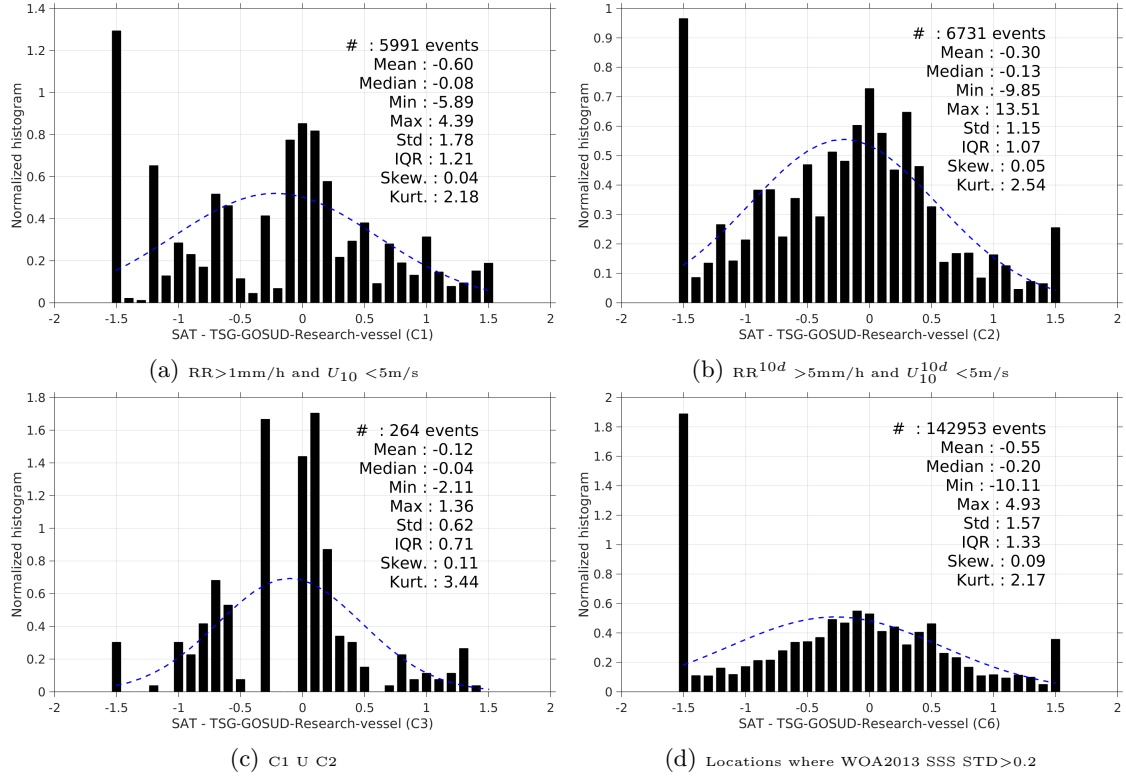 1.4
1.2
1
0.8
0.6
0.4
0.2
0
-2
-1.5
-1
-0.5
0
0.5
1
1.5
2
Normalized histogram
SAT - TSG-GOSUD-Research-vessel (C1)
# : 5991 events
Mean : -0.60
Median : -0.08
Min : -5.89
Max : 4.39
Std : 1.78
IQR : 1.21
Skew. : 0.04
Kurt. : 2.18
(a) RR>1mm/h and U10 <5m/s
1
0.9
0.8
0.7
0.6
0.5
0.4
0.3
0.2
0.1
0
-2
-1.5
-1
-0.5
0
0.5
1
1.5
2
Normalized histogram
SAT - TSG-GOSUD-Research-vessel (C2)
# : 6731 events
Mean : -0.30
Median : -0.13
Min : -9.85
Max : 13.51
Std : 1.15
IQR : 1.07
Skew. : 0.05
Kurt. : 2.54
(b) RR10d >5mm/h and U10d10 <5m/s
1.8
1.6
1.4
1.2
1
0.8
0.6
0.4
0.2
0
-2
-1.5
-1
-0.5
0
0.5
1
1.5
2
Normalized histogram
SAT - TSG-GOSUD-Research-vessel (C3)
# : 264 events
Mean : -0.12
Median : -0.04
Min : -2.11
Max : 1.36
Std : 0.62
IQR : 0.71
Skew. : 0.11
Kurt. : 3.44
(c) C1 U C2
2
1.8
1.6
1.4
1.2
1
0.8
0.6
0.4
0.2
0
-2
-1.5
-1
-0.5
0
0.5
1
1.5
2
Normalized histogram
SAT - TSG-GOSUD-Research-vessel (C6)
# : 142953 events
Mean : -0.55
Median : -0.20
Min : -10.11
Max : 4.93
Std : 1.57
IQR : 1.33
Skew. : 0.09
Kurt. : 2.17
(d) Locations where WOA2013 SSS STD>0.2